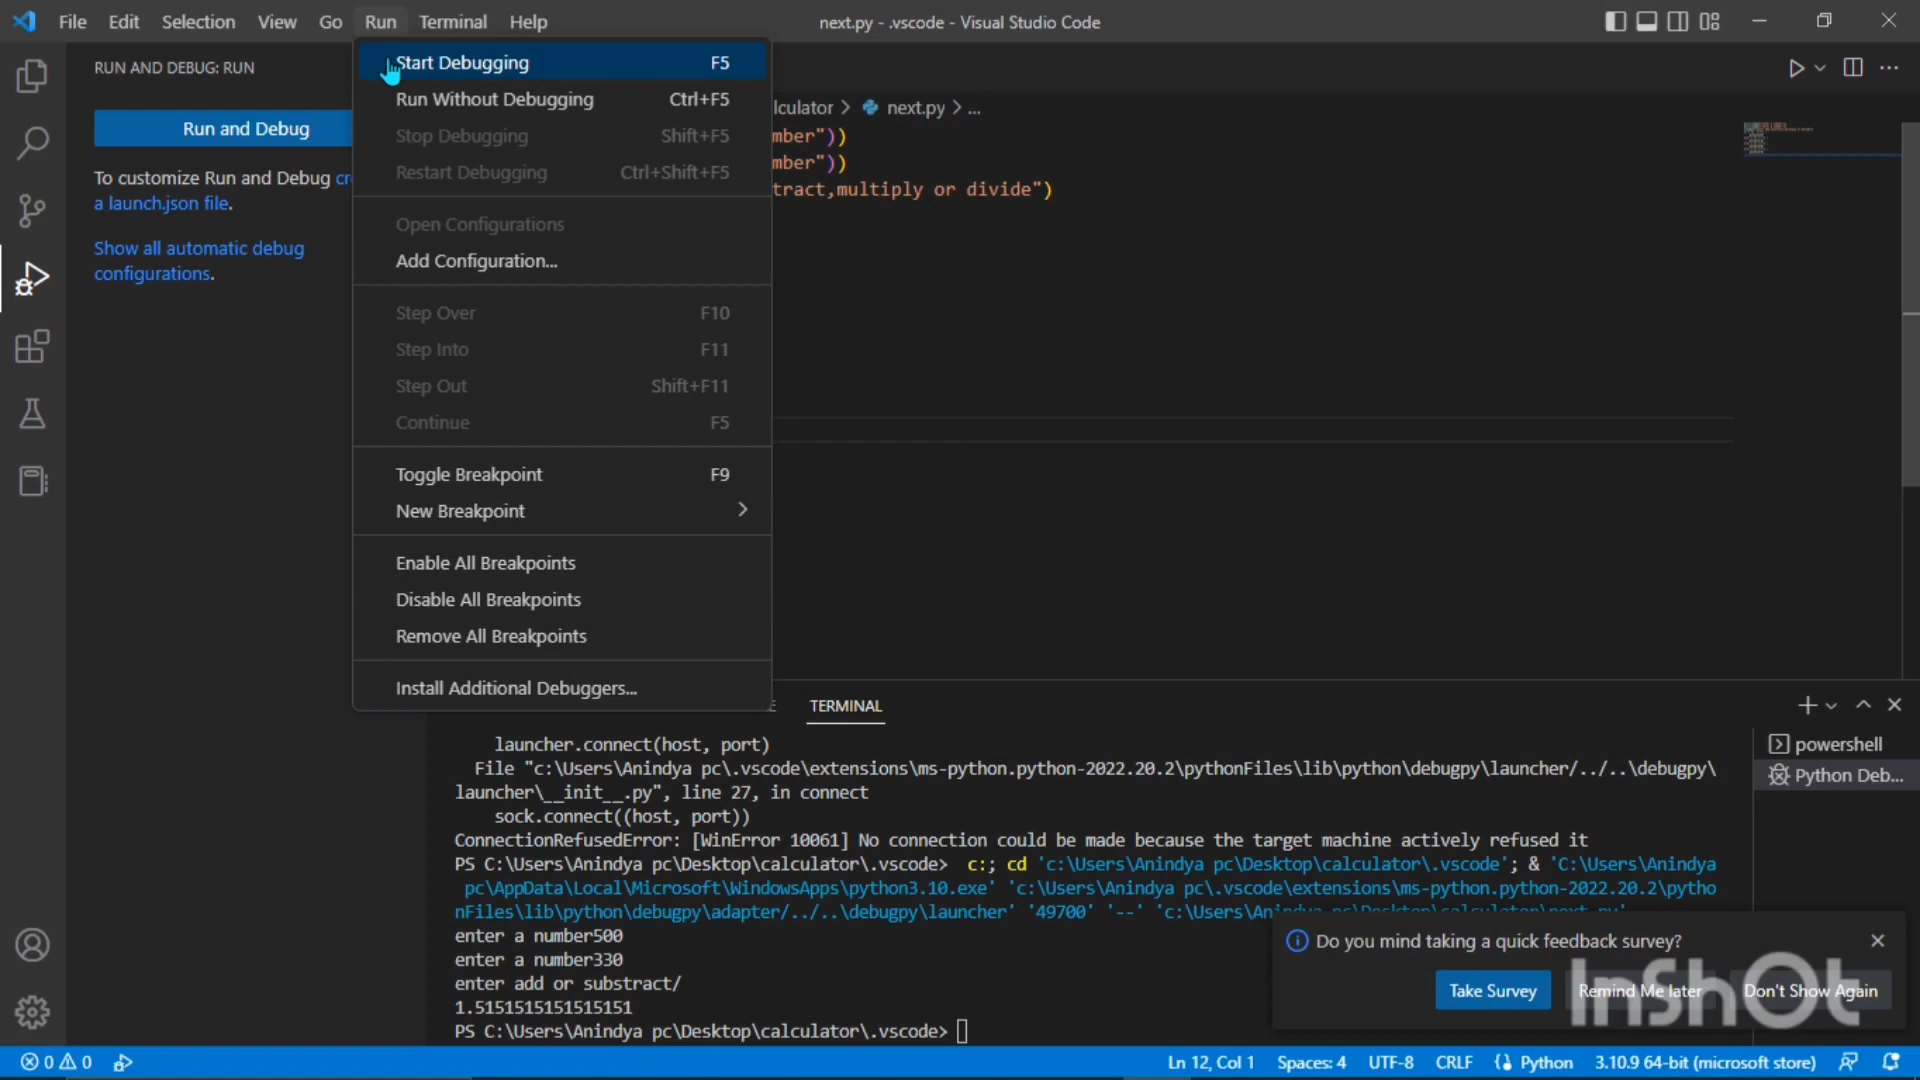 File Edit Selection View Go Run Terminal Help
next.py - .vscode - Visual Studio Code
RUN AND DEBUG: RUN
Run and Debug
To customize Run and Debug
a launch.json file.
Show all automatic debug
configurations.
Start Debugging F5
Run Without Debugging Ctrl+F5
Stop Debugging Shift+F5
Restart Debugging Ctrl+Shift+F5
Open Configurations
Add Configuration...
Step Over F10
Step Into F11
Step Out Shift+F11
Continue F5
Toggle Breakpoint F9
New Breakpoint
Enable All Breakpoints
Disable All Breakpoints
Remove All Breakpoints
Install Additional Debuggers...
lculator > next.py > ...
mber"))
mber"))
tract,multiply or divide")
TERMINAL
powershell
Python Deb...
launcher.connect(host, port)
File "c:\Users\Anindya pc\.vscode\extensions\ms-python.python-2022.20.2\pythonFiles\lib\python\debugpy\launcher/../..\debugpy\
launcher\__init__.py", line 27, in connect
sock.connect((host, port))
ConnectionRefusedError: [WinError 10061] No connection could be made because the target machine actively refused it
PS C:\Users\Anindya pc\Desktop\calculator\.vscode> c:; cd 'c:\Users\Anindya pc\Desktop\calculator\.vscode'; & 'C:\Users\Anindya
pc\AppData\Local\Microsoft\WindowsApps\python3.10.exe' 'c:\Users\Anindya pc\.vscode\extensions\ms-python.python-2022.20.2\pytho
nFiles\lib\python\debugpy\adapter/../..\debugpy\launcher' '49700' '--' 'c:\Users\Anindya pc\Desktop\calculator\next.py'
enter a number500
enter a number330
enter add or substract/
1.5151515151515151
PS C:\Users\Anindya pc\Desktop\calculator\.vscode>
Do you mind taking a quick feedback survey?
Take Survey Remind Me later Don't Show Again
InShOt
0 0
Ln 12, Col 1 Spaces: 4 UTF-8 CRLF Python 3.10.9 64-bit (microsoft store)